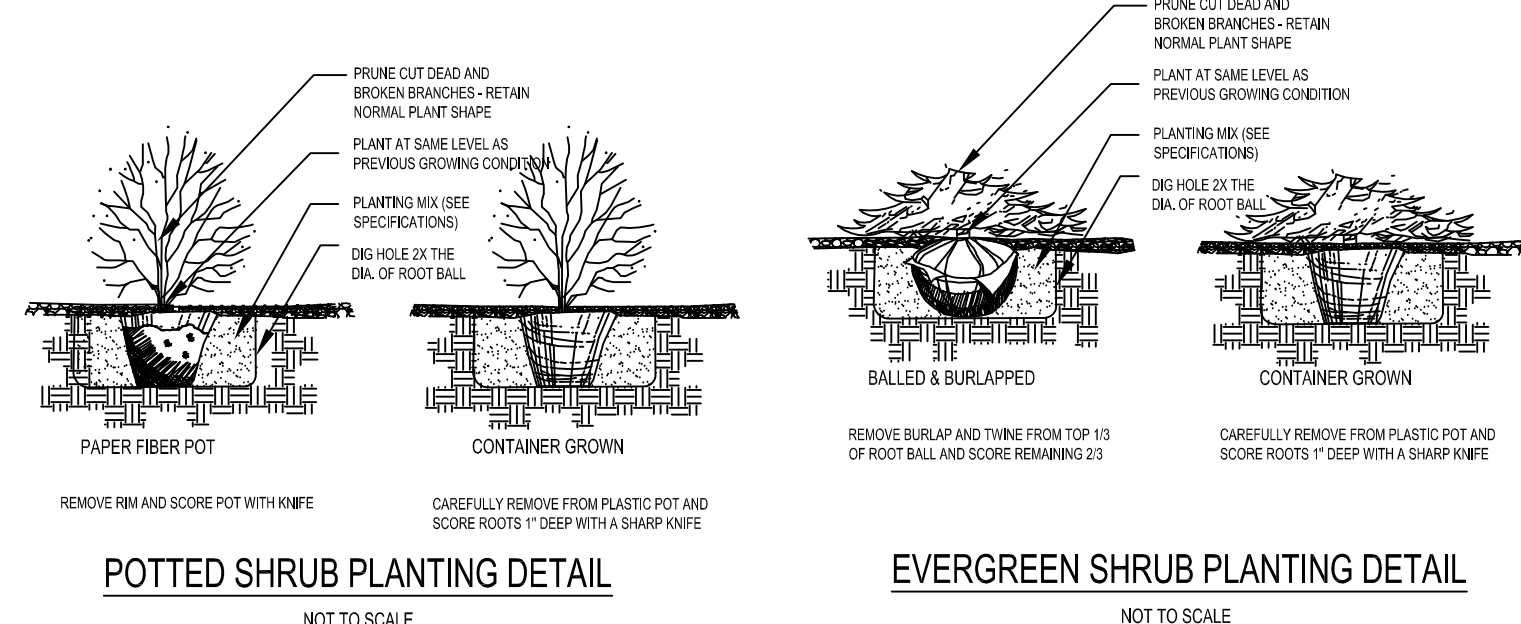 PRUNE CUT DEAD AND
BROKEN BRANCHES - RETAIN
NORMAL PLANT SHAPE
PLANT AT SAME LEVEL AS
PREVIOUS GROWING CONDITION
PLANTING MIX (SEE
SPECIFICATIONS)
DIG HOLE 2X THE
DIA. OF ROOT BALL
PAPER FIBER POT
REMOVE RIM AND SCORE POT WITH KNIFE
CONTAINER GROWN
CAREFULLY REMOVE FROM PLASTIC POT AND
SCORE ROOTS 1" DEEP WITH A SHARP KNIFE
POTTED SHRUB PLANTING DETAIL
NOT TO SCALE
PRUNE CUT DEAD AND
BROKEN BRANCHES - RETAIN
NORMAL PLANT SHAPE
PLANT AT SAME LEVEL AS
PREVIOUS GROWING CONDITION
PLANTING MIX (SEE
SPECIFICATIONS)
DIG HOLE 2X THE
DIA. OF ROOT BALL
BALLED & BURLAPPED
REMOVE BURLAP AND TWINE FROM TOP 1/3
OF ROOT BALL AND SCORE REMAINING 2/3
CONTAINER GROWN
CAREFULLY REMOVE FROM PLASTIC POT AND
SCORE ROOTS 1" DEEP WITH A SHARP KNIFE
EVERGREEN SHRUB PLANTING DETAIL
NOT TO SCALE